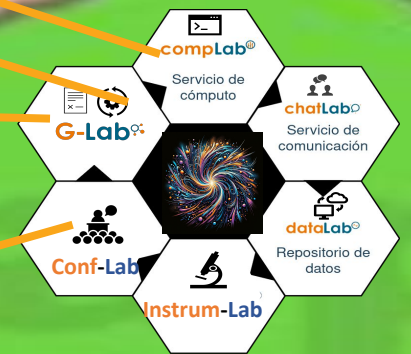 compLab
Servicio de
cómputo
G-Lab
chatLab
Servicio de
comunicación
Conf-Lab
dataLab
Repositorio de
datos
Instrum-Lab